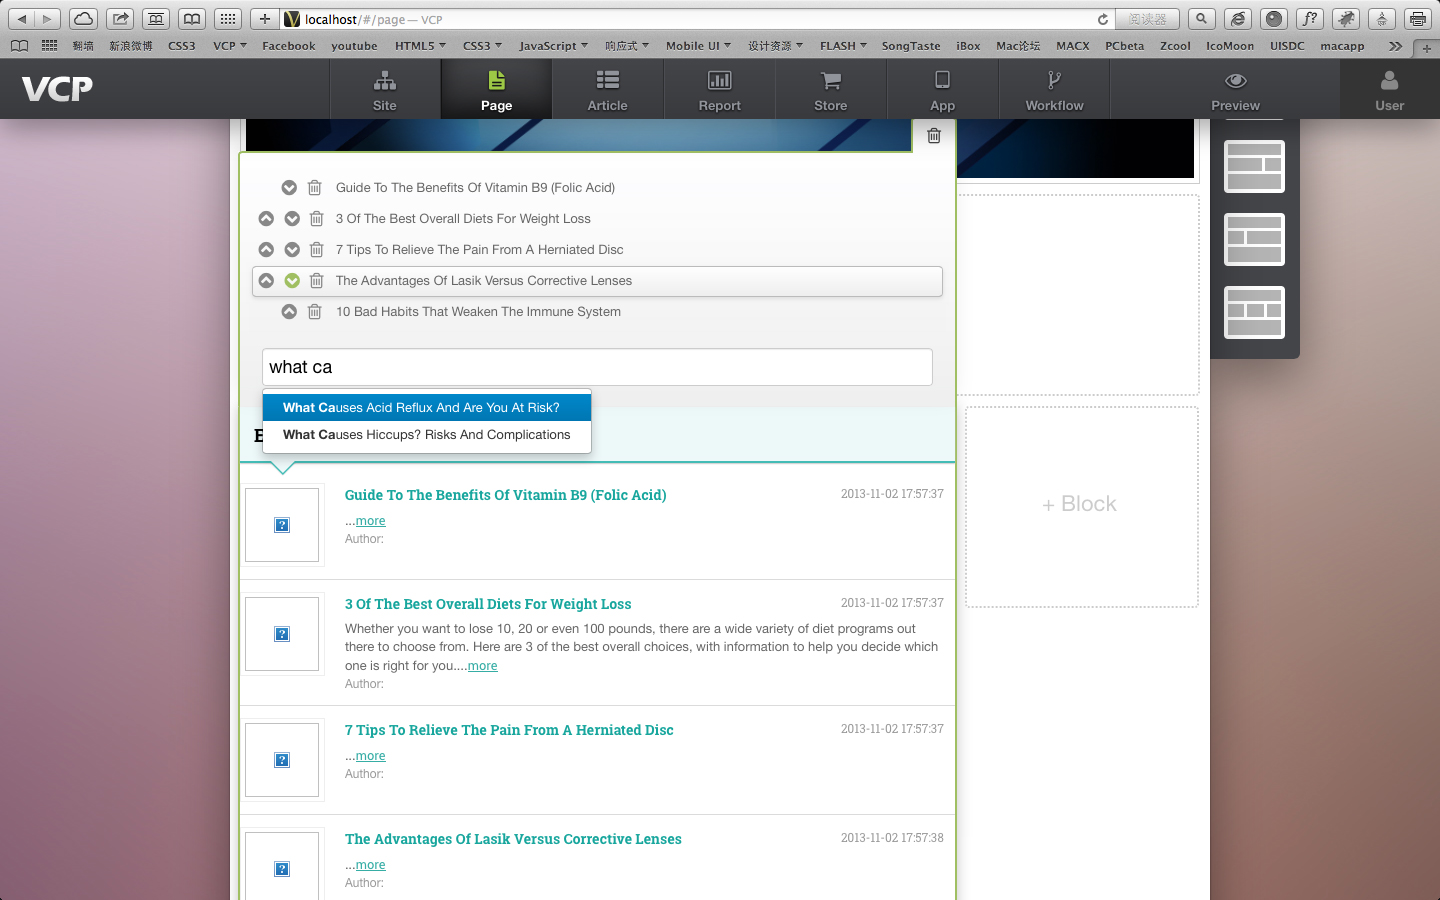 localhost/#/page — VCP
阅读器
翻墙 新浪微博 CSS3 VCP Facebook youtube HTML5 CSS3 JavaScript 响应式 Mobile UI 设计资源 FLASH SongTaste iBox Mac论坛 MACX PCbeta Zcool IcoMoon UISDC macapp
VCP
Site Page Article Report Store App Workflow Preview User
Guide To The Benefits Of Vitamin B9 (Folic Acid)
3 Of The Best Overall Diets For Weight Loss
7 Tips To Relieve The Pain From A Herniated Disc
The Advantages Of Lasik Versus Corrective Lenses
10 Bad Habits That Weaken The Immune System
what ca
What Causes Acid Reflux And Are You At Risk?
What Causes Hiccups? Risks And Complications
+ Block
Guide To The Benefits Of Vitamin B9 (Folic Acid) 2013-11-02 17:57:37
...more
Author:
3 Of The Best Overall Diets For Weight Loss 2013-11-02 17:57:37
Whether you want to lose 10, 20 or even 100 pounds, there are a wide variety of diet programs out
there to choose from. Here are 3 of the best overall choices, with information to help you decide which
one is right for you....more
Author:
7 Tips To Relieve The Pain From A Herniated Disc 2013-11-02 17:57:37
...more
Author:
The Advantages Of Lasik Versus Corrective Lenses 2013-11-02 17:57:38
...more
Author: